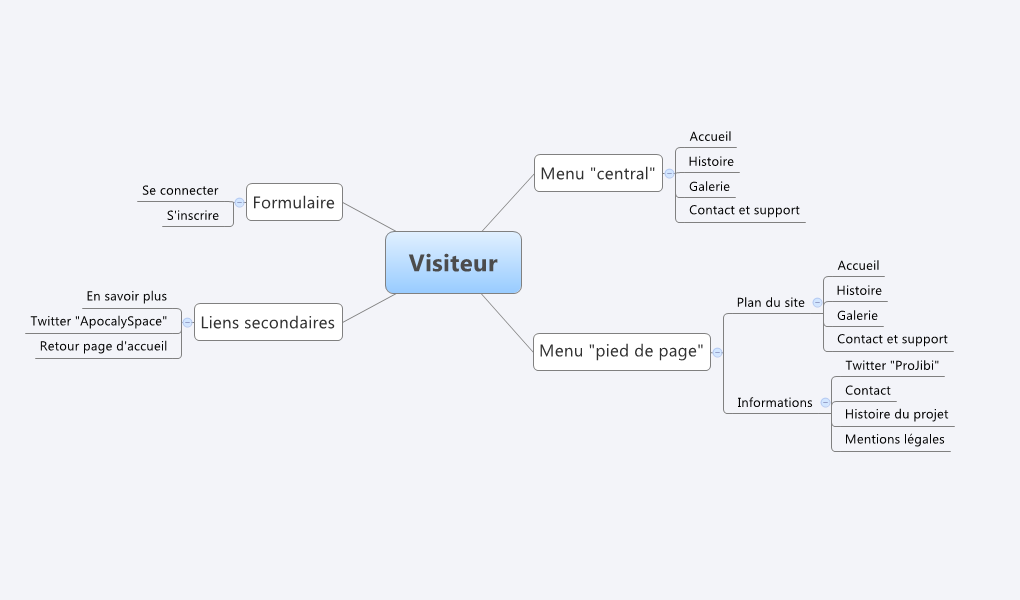 Visiteur
Formulaire
Se connecter
S'inscrire
Liens secondaires
En savoir plus
Twitter "ApocalySpace"
Retour page d'accueil
Menu "central"
Accueil
Histoire
Galerie
Contact et support
Menu "pied de page"
Plan du site
Accueil
Histoire
Galerie
Contact et support
Informations
Twitter "ProJibi"
Contact
Histoire du projet
Mentions légales